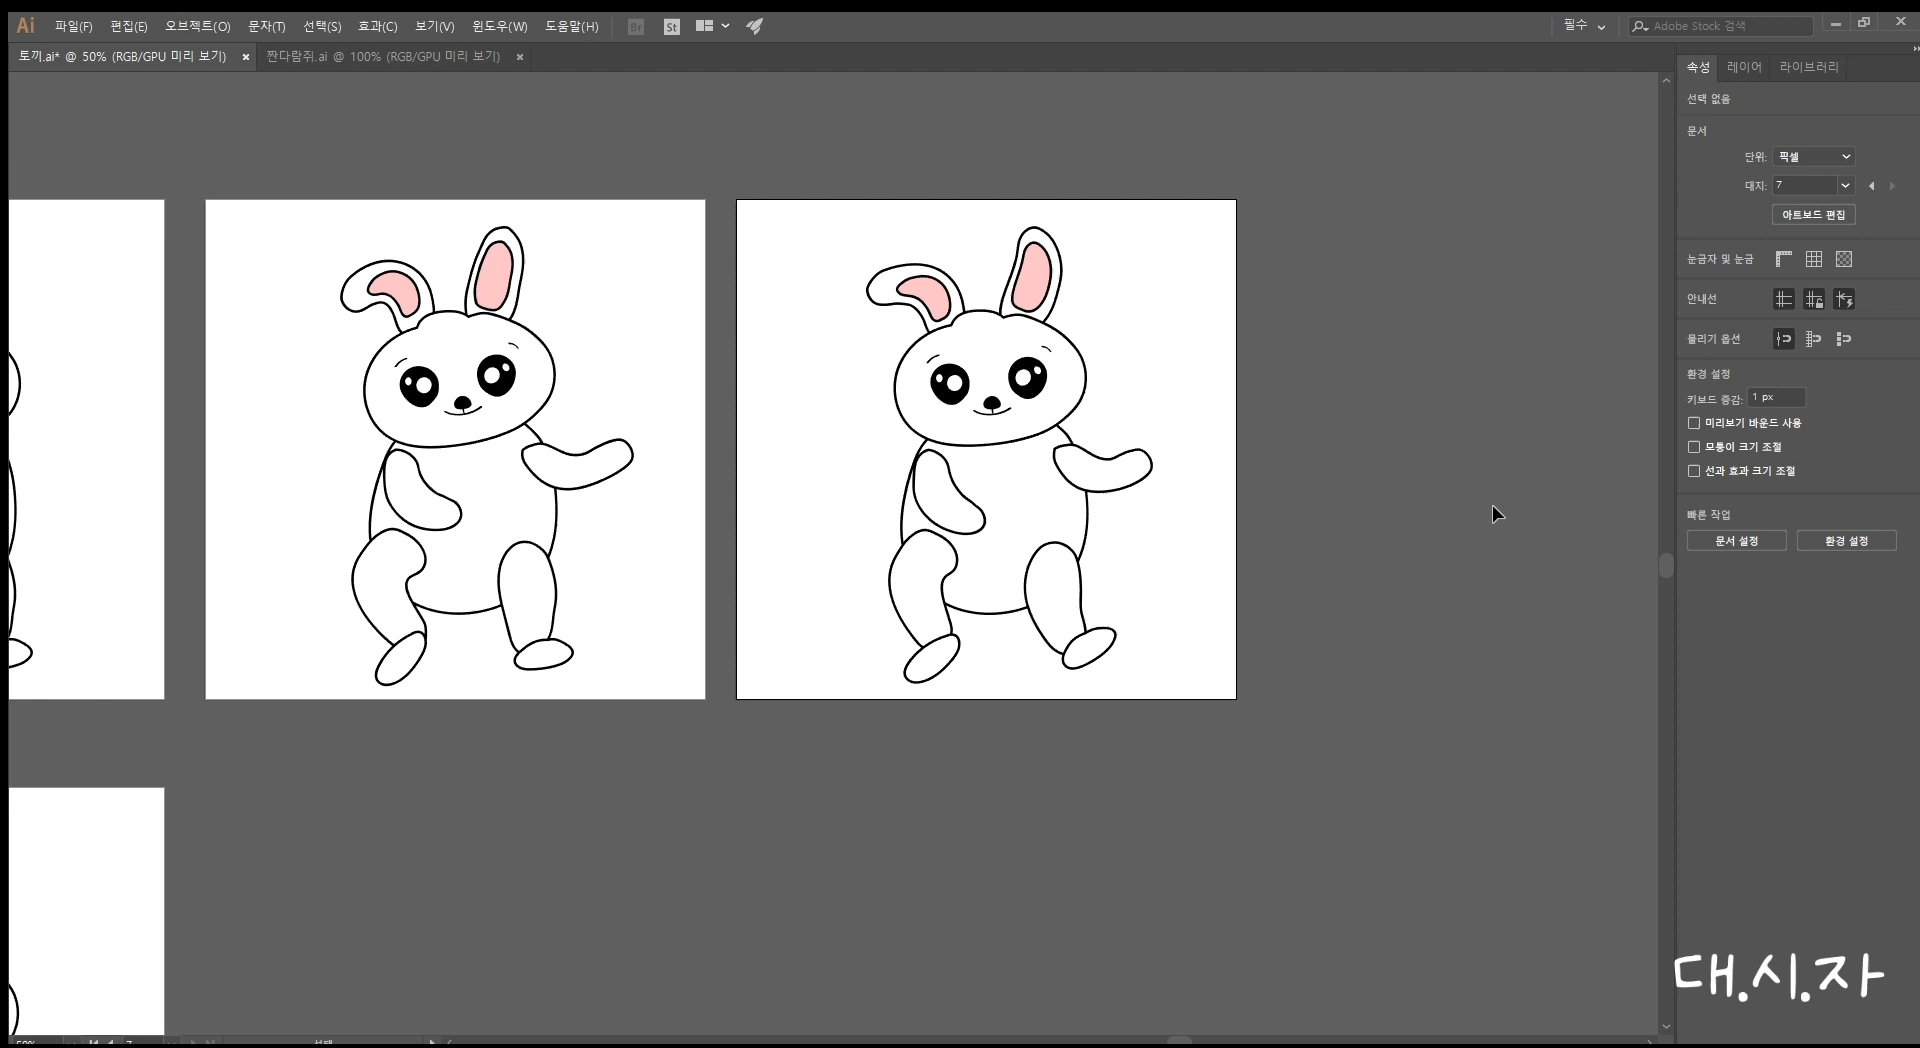 Ai 파일(F) 편집(E) 오브젝트(O) 문자(T) 선택(S) 효과(C) 보기(V) 윈도우(W) 도움말(H) Br St 필수 Adobe Stock 검색
토끼.ai* @ 50% (RGB/GPU 미리 보기) × 짠다람쥐.ai @ 100% (RGB/GPU 미리 보기) ×
속성 레이어 라이브러리
선택 없음
문서
단위: 픽셀
대지: 7
아트보드 편집
눈금자 및 눈금
안내선
물리기 옵션
환경 설정
키보드 증감: 1 px
미리보기 바운드 사용
모퉁이 크기 조절
선과 효과 크기 조절
빠른 작업
문서 설정 환경 설정
대.시.자
50% 7 선택